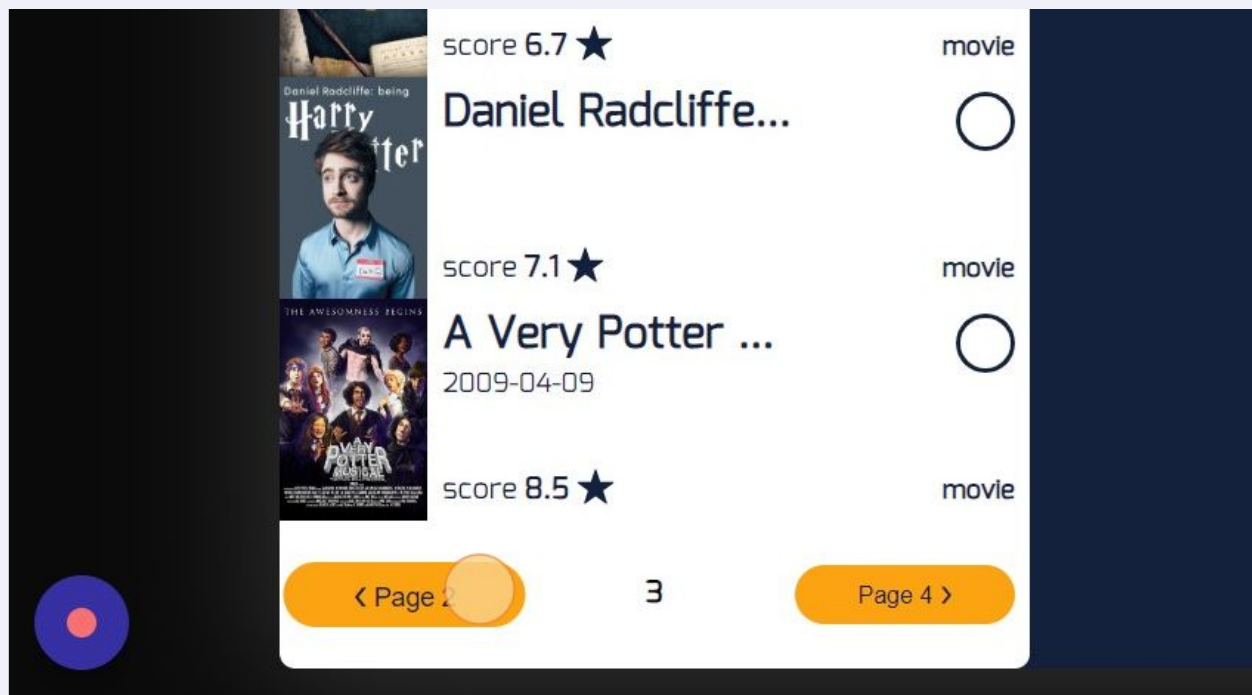 score 6.7 ★
movie
Daniel Radcliffe: being
Harry
Potter
Daniel Radcliffe...
score 7.1 ★
movie
THE AWESOMNESS BEGINS
A Very Potter ...
2009-04-09
A
VERY
POTTER
MUSICAL
score 8.5 ★
movie
‹ Page 2
3
Page 4 ›